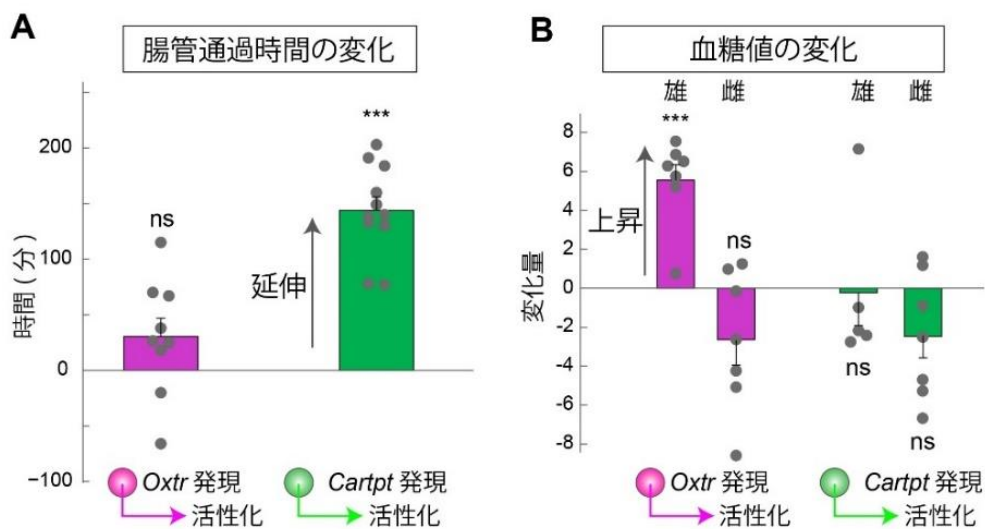 A
腸管通過時間の変化
***
ns
200
100
0
−100
時間（分）
延伸
Oxtr 発現
活性化
Cartpt 発現
活性化
B
血糖値の変化
雄 雌 雄 雌
***
ns
ns
ns
8
6
4
2
0
-2
-4
-6
-8
変化量
上昇
Oxtr 発現
活性化
Cartpt 発現
活性化